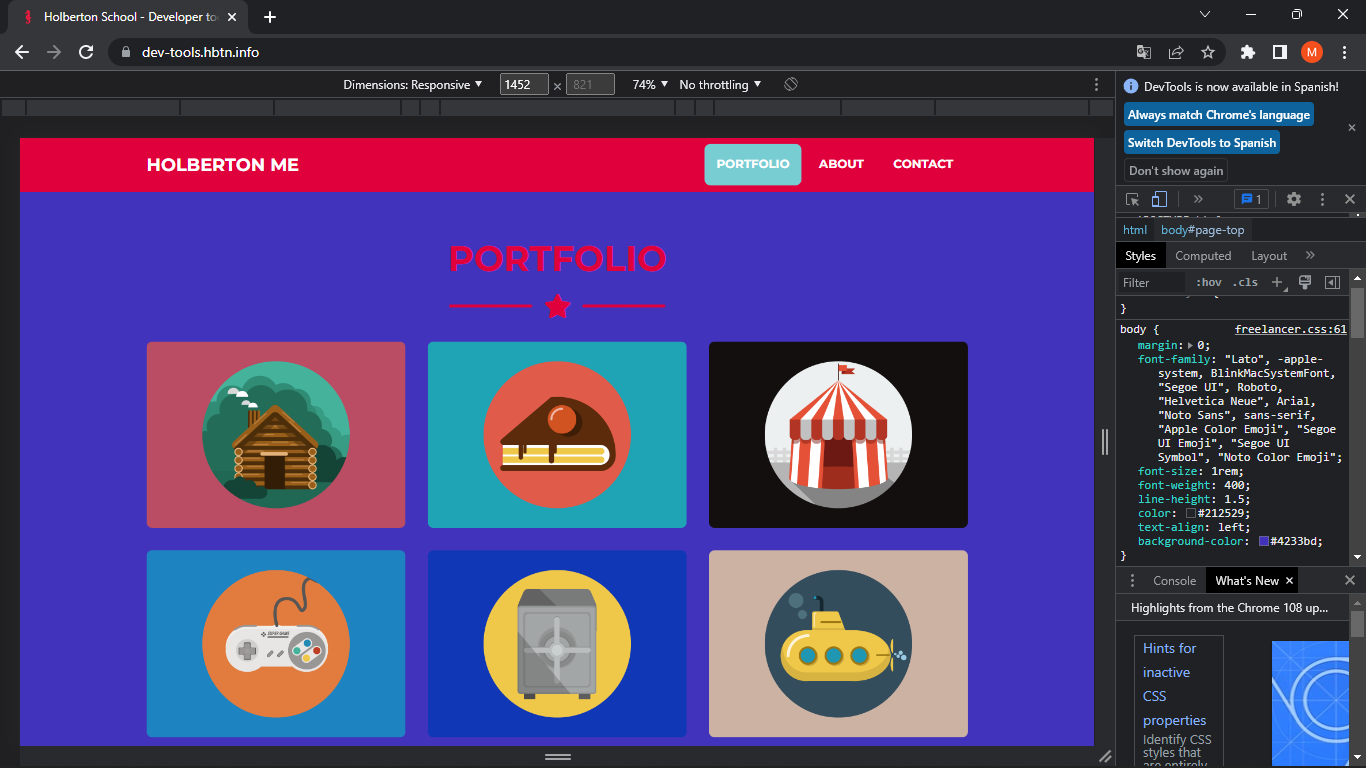 Holberton School - Developer to
dev-tools.hbtn.info
M
Dimensions: Responsive
1452
×
821
74%
No throttling
HOLBERTON ME
PORTFOLIO
ABOUT
CONTACT
PORTFOLIO
DevTools is now available in Spanish!
Always match Chrome's language
Switch DevTools to Spanish
Don't show again
1
html
body#page-top
Styles
Computed
Layout
Filter
:hov
.cls
}
body {
freelancer.css:61
margin: 0;
font-family: "Lato", -apple-
system, BlinkMacSystemFont,
"Segoe UI", Roboto,
"Helvetica Neue", Arial,
"Noto Sans", sans-serif,
"Apple Color Emoji", "Segoe
UI Emoji", "Segoe UI
Symbol", "Noto Color Emoji";
font-size: 1rem;
font-weight: 400;
line-height: 1.5;
color: #212529;
text-align: left;
background-color: #4233bd;
}
Console
What's New
Highlights from the Chrome 108 up...
Hints for
inactive
CSS
properties
Identify CSS
styles that
are entirely